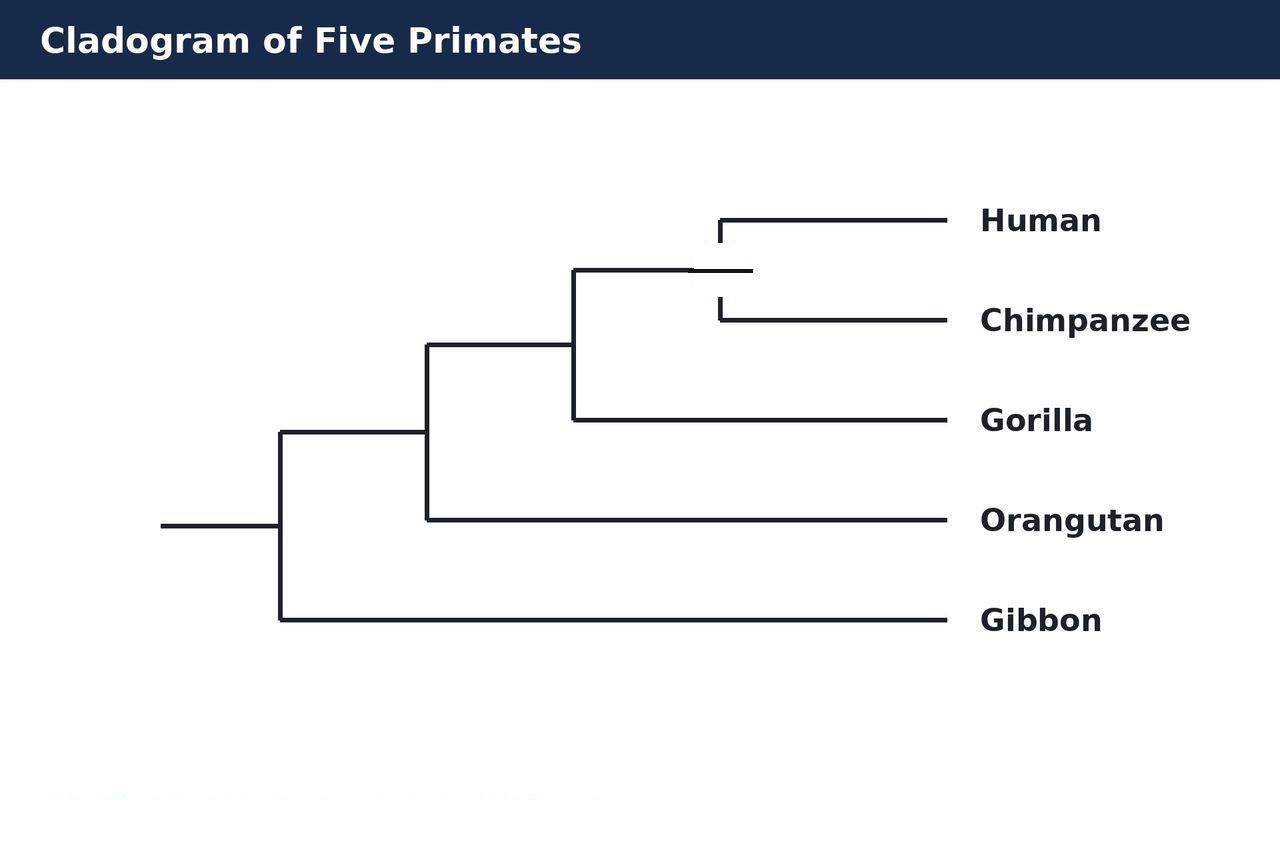 Cladogram of Five Primates
Human
Chimpanzee
Gorilla
Orangutan
Gibbon